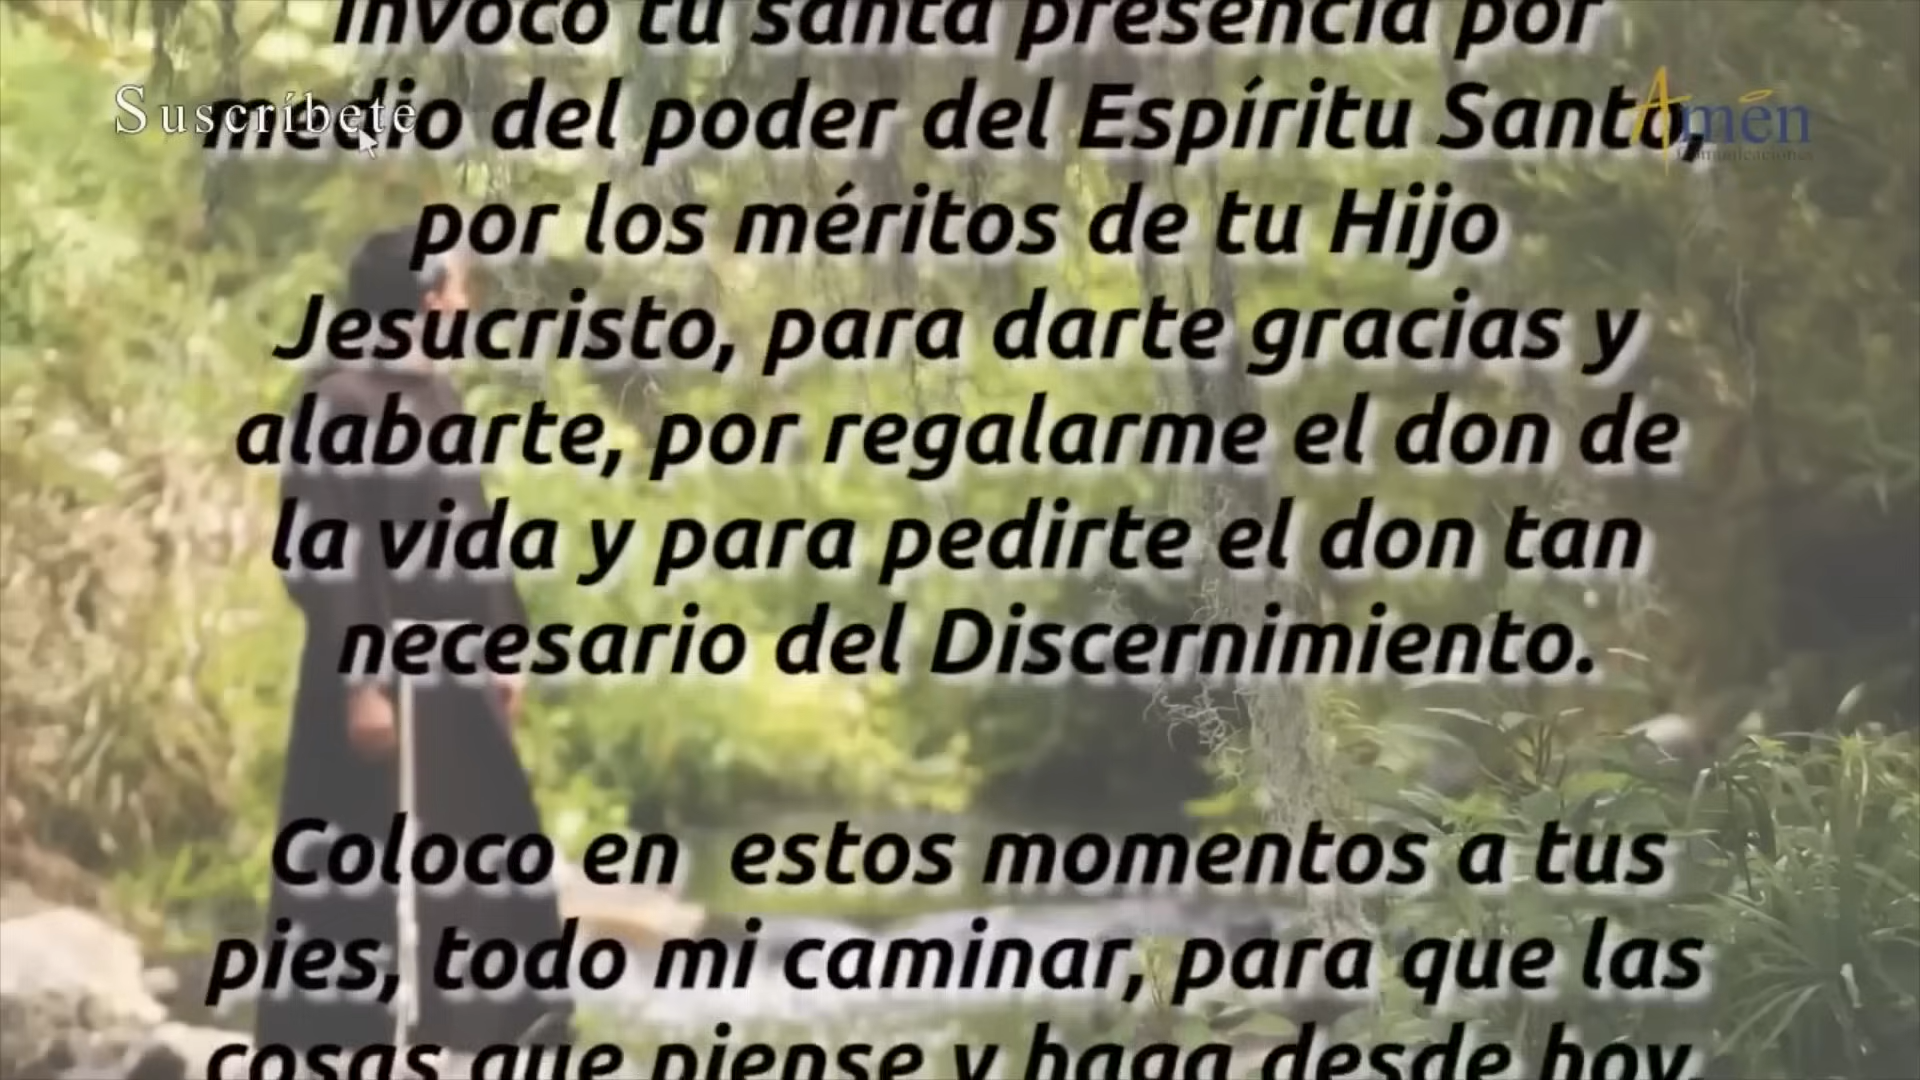 Invoco tu santa presencia por
Suscríbete
medio del poder del Espíritu Santo,
Amén
Comunicaciones
por los méritos de tu Hijo
Jesucristo, para darte gracias y
alabarte, por regalarme el don de
la vida y para pedirte el don tan
necesario del Discernimiento.
Coloco en estos momentos a tus
pies, todo mi caminar, para que las
cosas que piense y haga desde hoy,